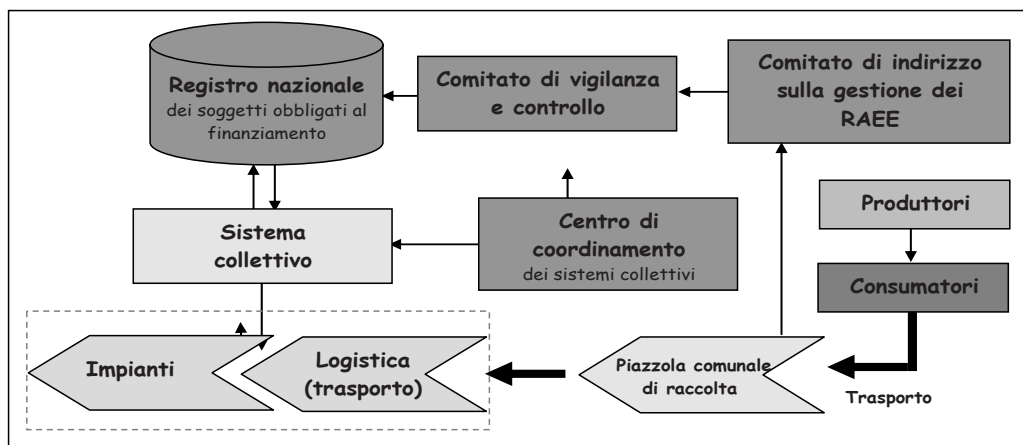 Registro nazionale
dei soggetti obbligati al
finanziamento
Comitato di vigilanza
e controllo
Comitato di indirizzo
sulla gestione dei
RAEE
Produttori
Sistema
collettivo
Centro di
coordinamento
dei sistemi collettivi
Consumatori
Impianti
Logistica
(trasporto)
Piazzola comunale
di raccolta
Trasporto